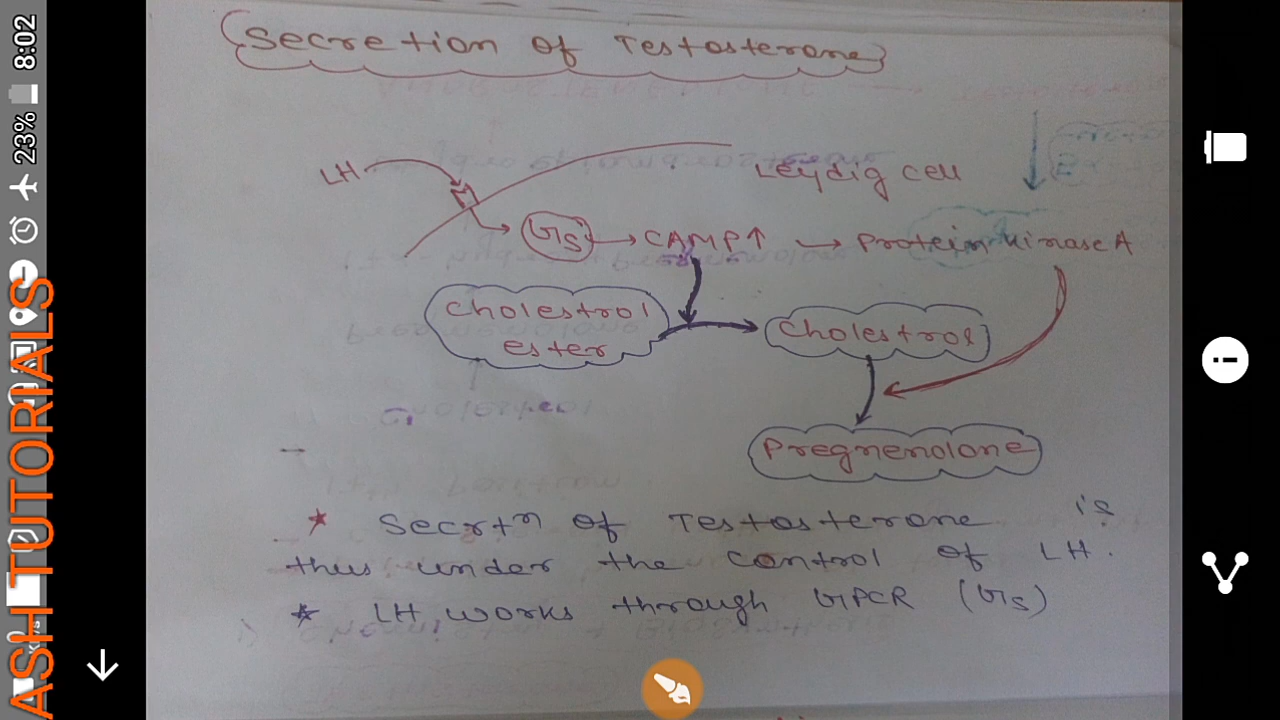 Secretion of Testosterone
LH
Leydig cell
Gs → CAMP↑ → Protein kinase A
Cholestrol
ester
Cholestrol
Pregnenolone
* Secrtn of Testosterone is
thus under the control of LH.
* LH works through GPCR (Gs)
8:02
23%
ASH TUTORIALS